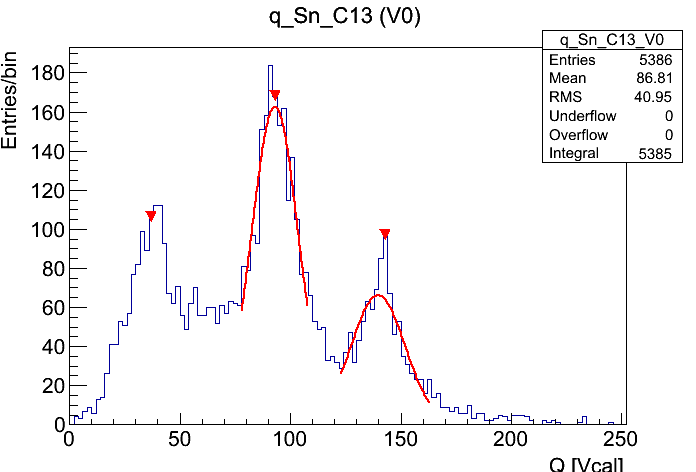 q_Sn_C13 (V0)
q_Sn_C13_V0
Entries 5386
Mean 86.81
RMS 40.95
Underflow 0
Overflow 0
Integral 5385
Entries/bin
180
160
140
120
100
80
60
40
20
0
0 50 100 150 200 250
Q [Vcal]